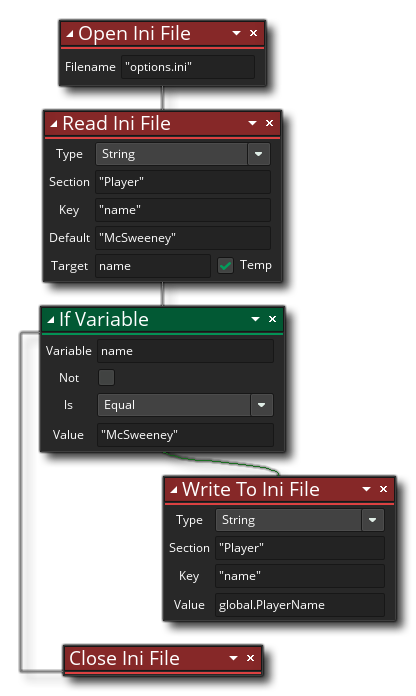 Open Ini File
Filename "options.ini"
Read Ini File
Type String
Section "Player"
Key "name"
Default "McSweeney"
Target name Temp
If Variable
Variable name
Not
Is Equal
Value "McSweeney"
Write To Ini File
Type String
Section "Player"
Key "name"
Value global.PlayerName
Close Ini File